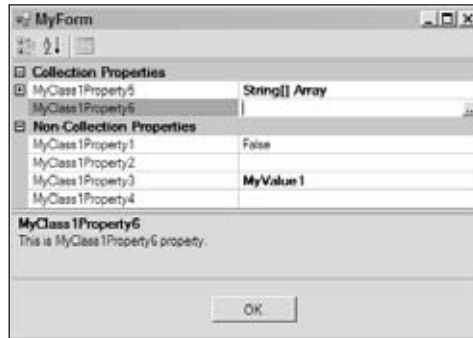 MyForm
Collection Properties
MyClass1Property5 String[] Array
MyClass1Property6 ...
Non-Collection Properties
MyClass1Property1 False
MyClass1Property2
MyClass1Property3 MyValue1
MyClass1Property4
MyClass1Property6
This is MyClass1Property6 property.
OK